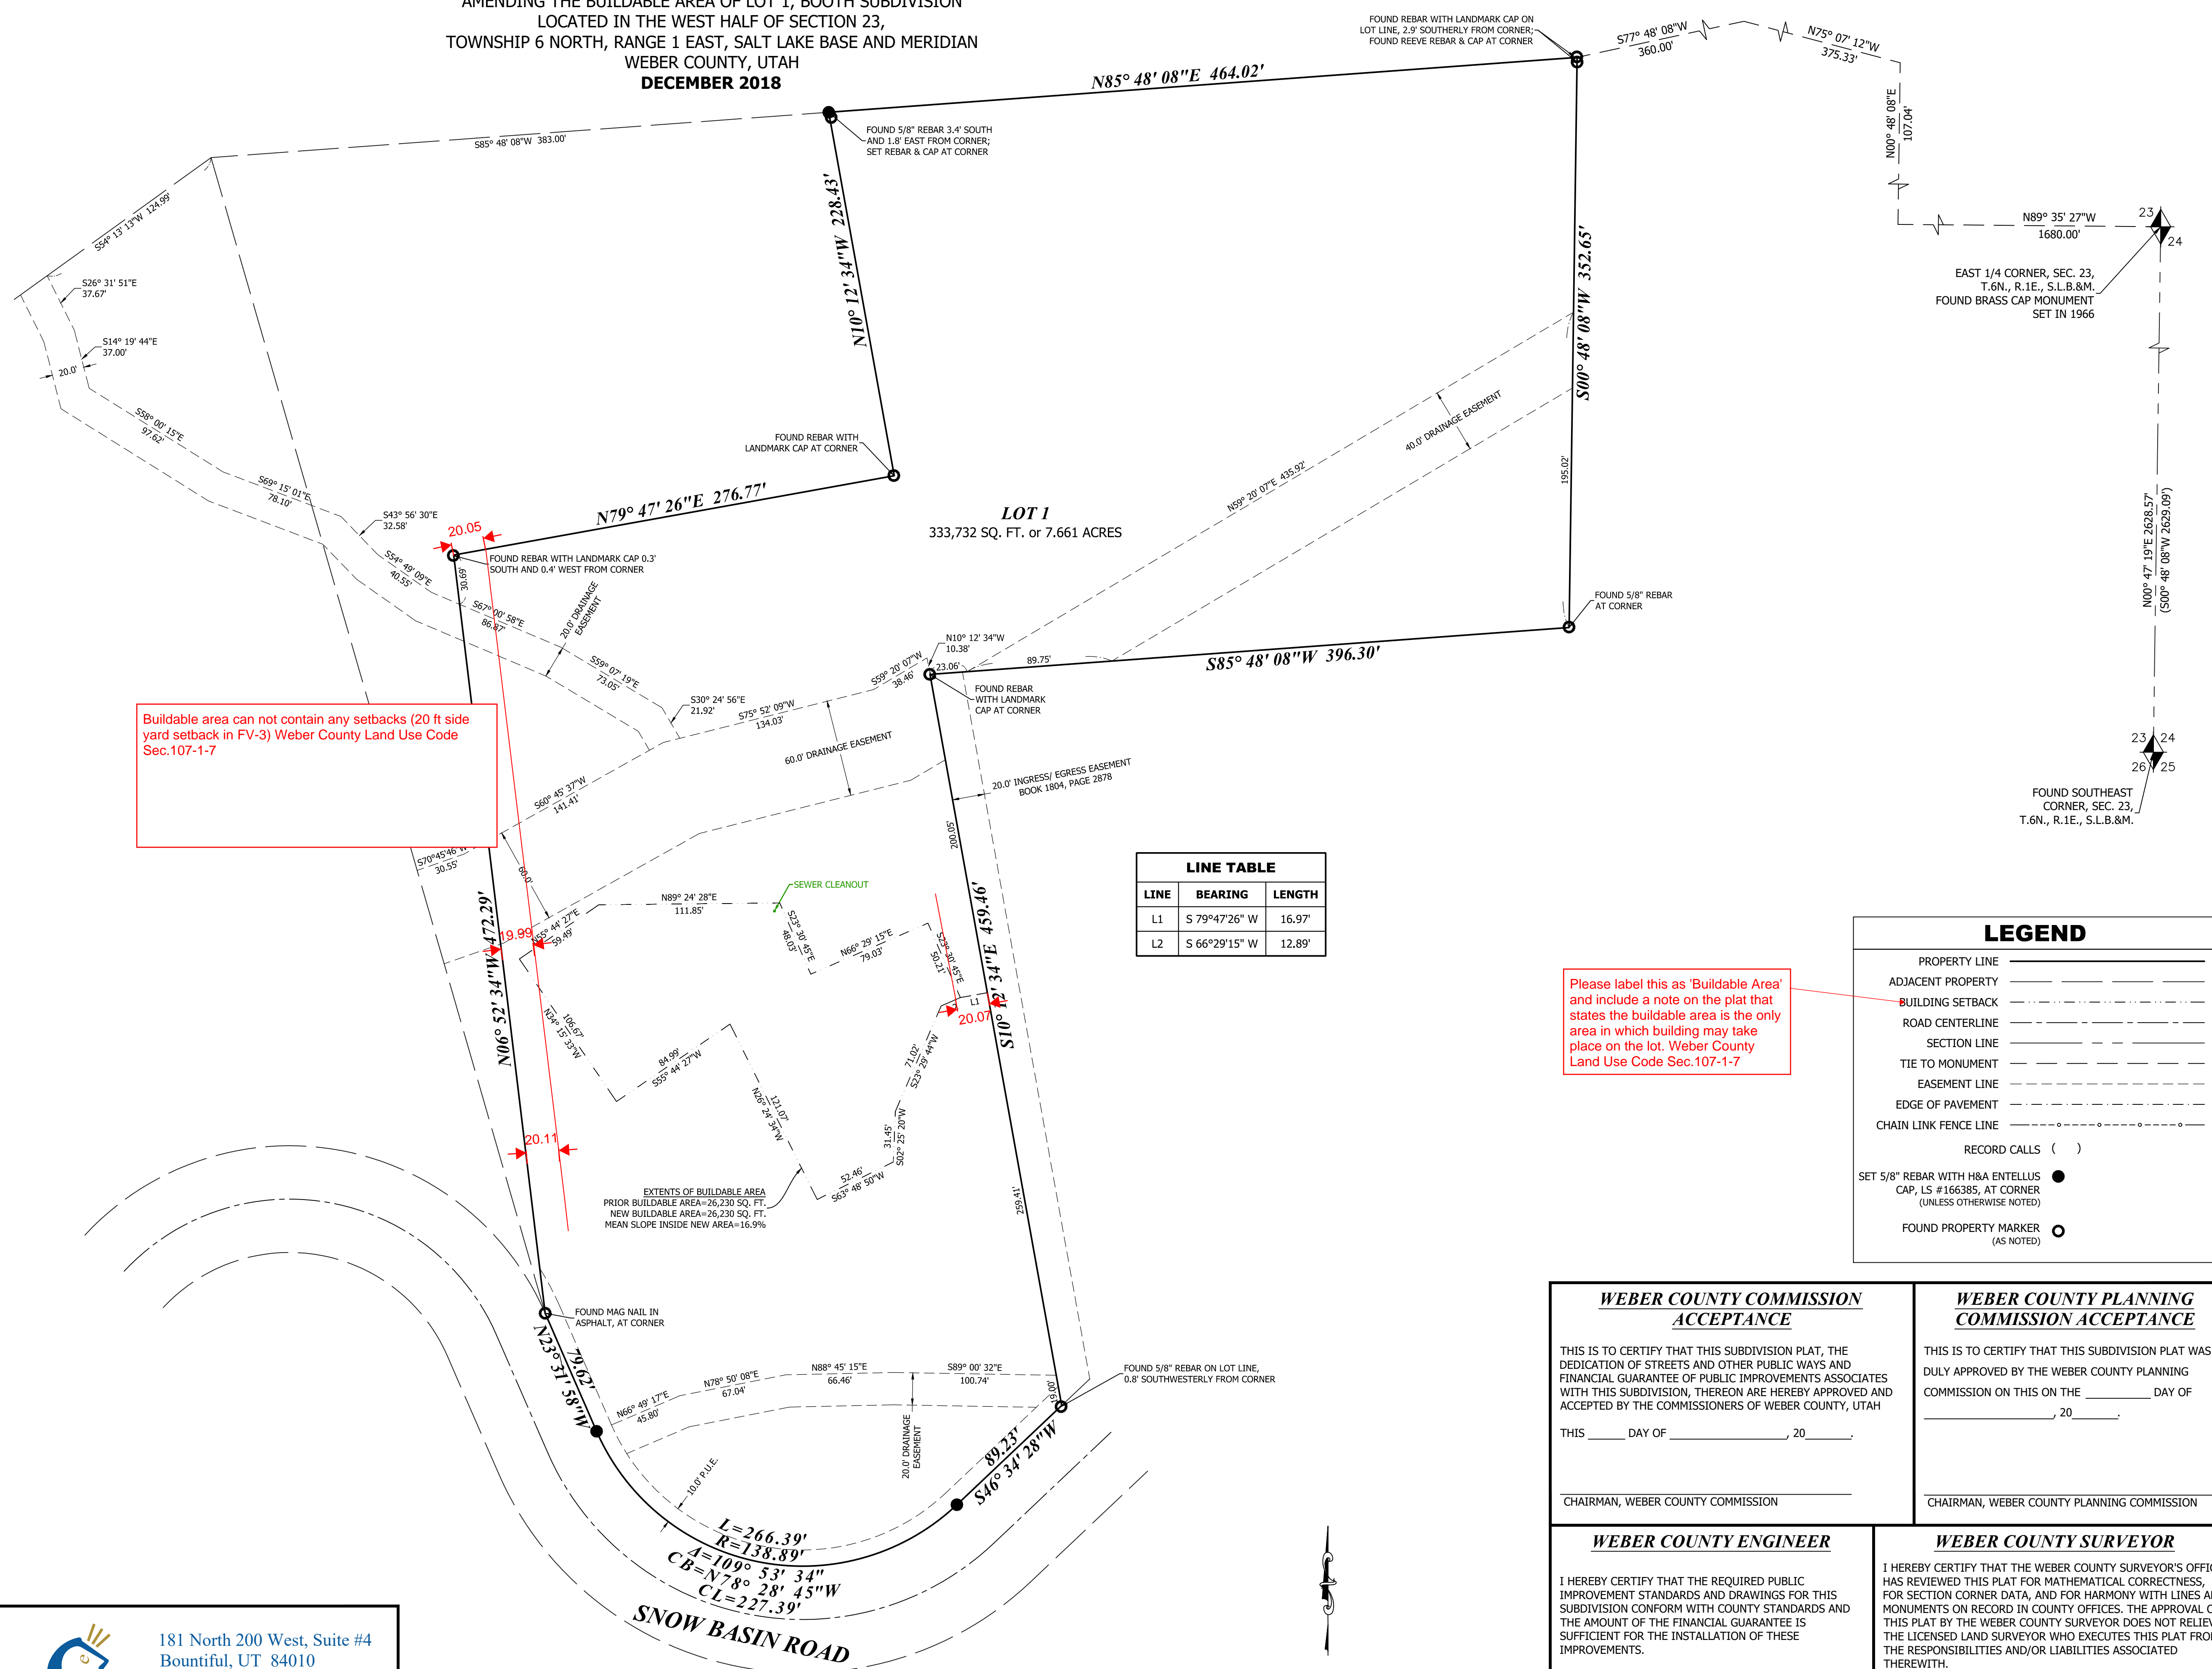 AMENDING THE BUILDABLE AREA OF LOT 1, BOOTH SUBDIVISION
LOCATED IN THE WEST HALF OF SECTION 23,
TOWNSHIP 6 NORTH, RANGE 1 EAST, SALT LAKE BASE AND MERIDIAN
WEBER COUNTY, UTAH
DECEMBER 2018
FOUND REBAR WITH LANDMARK CAP ON
LOT LINE, 2.9' SOUTHERLY FROM CORNER;
FOUND REEVE REBAR & CAP AT CORNER
S77° 48' 08"W
360.00'
N75° 07' 12"W
375.33'
N00° 48' 08"E
107.04'
N89° 35' 27"W
1680.00'
23
24
EAST 1/4 CORNER, SEC. 23,
T.6N., R.1E., S.L.B.&M.
FOUND BRASS CAP MONUMENT
SET IN 1966
N00° 47' 19"E 2628.57'
(S00° 48' 08"W 2629.09')
23
24
26
25
FOUND SOUTHEAST
CORNER, SEC. 23,
T.6N., R.1E., S.L.B.&M.
N85° 48' 08"E 464.02'
S85° 48' 08"W 383.00'
FOUND 5/8" REBAR 3.4' SOUTH
AND 1.8' EAST FROM CORNER;
SET REBAR & CAP AT CORNER
N10° 12' 34"W 228.43'
S00° 48' 08"W 352.65'
195.02'
S54° 13' 13"W 124.99'
S26° 31' 51"E
37.67'
S14° 19' 44"E
37.00'
20.0'
S58° 00' 15"E
97.62'
S69° 15' 01"E
78.10'
S43° 56' 30"E
32.58'
S54° 49' 09"E
40.55'
S67° 00' 58"E
86.87'
20.0' DRAINAGE
EASEMENT
S59° 07' 19"E
73.05'
S30° 24' 56"E
21.92'
FOUND REBAR WITH
LANDMARK CAP AT CORNER
N79° 47' 26"E 276.77'
20.05
FOUND REBAR WITH LANDMARK CAP 0.3'
SOUTH AND 0.4' WEST FROM CORNER
30.69'
LOT 1
333,732 SQ. FT. or 7.661 ACRES
40.0' DRAINAGE EASEMENT
N59° 20' 07"E 435.92'
FOUND 5/8" REBAR
AT CORNER
N10° 12' 34"W
10.38'
23.06'
89.75'
S85° 48' 08"W 396.30'
S59° 20' 07"W
38.46'
FOUND REBAR
WITH LANDMARK
CAP AT CORNER
S75° 52' 09"W
134.03'
60.0' DRAINAGE EASEMENT
20.0' INGRESS/ EGRESS EASEMENT
BOOK 1804, PAGE 2878
Buildable area can not contain any setbacks (20 ft side
yard setback in FV-3) Weber County Land Use Code
Sec.107-1-7
S60° 45' 37"W
141.41'
S70°45'46"W
30.55'
60.0'
200.05'
S10° 12' 34"E 459.46'
259.41'
N06° 52' 34"W 472.29'
19.99
N55° 44' 27"E
59.49'
N89° 24' 28"E
111.85'
SEWER CLEANOUT
S23° 30' 45"E
48.03'
N66° 29' 15"E
79.03'
S23° 30' 45"E
50.21'
L1
20.07
71.02'
S23° 29' 44"W
31.45'
S02° 25' 20"W
52.46'
S63° 48' 50"W
121.07'
N26° 24' 34"W
84.99'
S55° 44' 27"W
106.67'
N34° 15' 33"W
20.11
EXTENTS OF BUILDABLE AREA
PRIOR BUILDABLE AREA=26,230 SQ. FT.
NEW BUILDABLE AREA=26,230 SQ. FT.
MEAN SLOPE INSIDE NEW AREA=16.9%
LINE TABLE
LINE BEARING LENGTH
L1 S 79°47'26" W 16.97'
L2 S 66°29'15" W 12.89'
Please label this as 'Buildable Area'
and include a note on the plat that
states the buildable area is the only
area in which building may take
place on the lot. Weber County
Land Use Code Sec.107-1-7
LEGEND
PROPERTY LINE
ADJACENT PROPERTY
BUILDING SETBACK
ROAD CENTERLINE
SECTION LINE
TIE TO MONUMENT
EASEMENT LINE
EDGE OF PAVEMENT
CHAIN LINK FENCE LINE
RECORD CALLS ( )
SET 5/8" REBAR WITH H&A ENTELLUS
CAP, LS #166385, AT CORNER
(UNLESS OTHERWISE NOTED)
FOUND PROPERTY MARKER
(AS NOTED)
FOUND MAG NAIL IN
ASPHALT, AT CORNER
N23° 31' 58"W
79.62'
N66° 49' 17"E
45.80'
N78° 50' 08"E
67.04'
N88° 45' 15"E
66.46'
S89° 00' 32"E
100.74'
20.0' DRAINAGE
EASEMENT
FOUND 5/8" REBAR ON LOT LINE,
0.8' SOUTHWESTERLY FROM CORNER
19.00'
89.23'
S46° 34' 28"W
10.0' P.U.E.
L=266.39'
R=138.89'
Δ=109° 53' 34"
CB=N78° 28' 45"W
CL=227.39'
SNOW BASIN ROAD
181 North 200 West, Suite #4
Bountiful, UT 84010
WEBER COUNTY COMMISSION
ACCEPTANCE
THIS IS TO CERTIFY THAT THIS SUBDIVISION PLAT, THE
DEDICATION OF STREETS AND OTHER PUBLIC WAYS AND
FINANCIAL GUARANTEE OF PUBLIC IMPROVEMENTS ASSOCIATES
WITH THIS SUBDIVISION, THEREON ARE HEREBY APPROVED AND
ACCEPTED BY THE COMMISSIONERS OF WEBER COUNTY, UTAH
THIS ______ DAY OF ___________________, 20________.
CHAIRMAN, WEBER COUNTY COMMISSION
WEBER COUNTY PLANNING
COMMISSION ACCEPTANCE
THIS IS TO CERTIFY THAT THIS SUBDIVISION PLAT WAS
DULY APPROVED BY THE WEBER COUNTY PLANNING
COMMISSION ON THIS ON THE __________ DAY OF
____________________, 20_______.
CHAIRMAN, WEBER COUNTY PLANNING COMMISSION
WEBER COUNTY ENGINEER
I HEREBY CERTIFY THAT THE REQUIRED PUBLIC
IMPROVEMENT STANDARDS AND DRAWINGS FOR THIS
SUBDIVISION CONFORM WITH COUNTY STANDARDS AND
THE AMOUNT OF THE FINANCIAL GUARANTEE IS
SUFFICIENT FOR THE INSTALLATION OF THESE
IMPROVEMENTS.
WEBER COUNTY SURVEYOR
I HEREBY CERTIFY THAT THE WEBER COUNTY SURVEYOR'S
HAS REVIEWED THIS PLAT FOR MATHEMATICAL CORRECTNESS,
FOR SECTION CORNER DATA, AND FOR HARMONY WITH LINES
MONUMENTS ON RECORD IN COUNTY OFFICES. THE APPROVAL
THIS PLAT BY THE WEBER COUNTY SURVEYOR DOES NOT
THE LICENSED LAND SURVEYOR WHO EXECUTES THIS PLAT
THE RESPONSIBILITIES AND/OR LIABILITIES ASSOCIATED
THEREWITH.